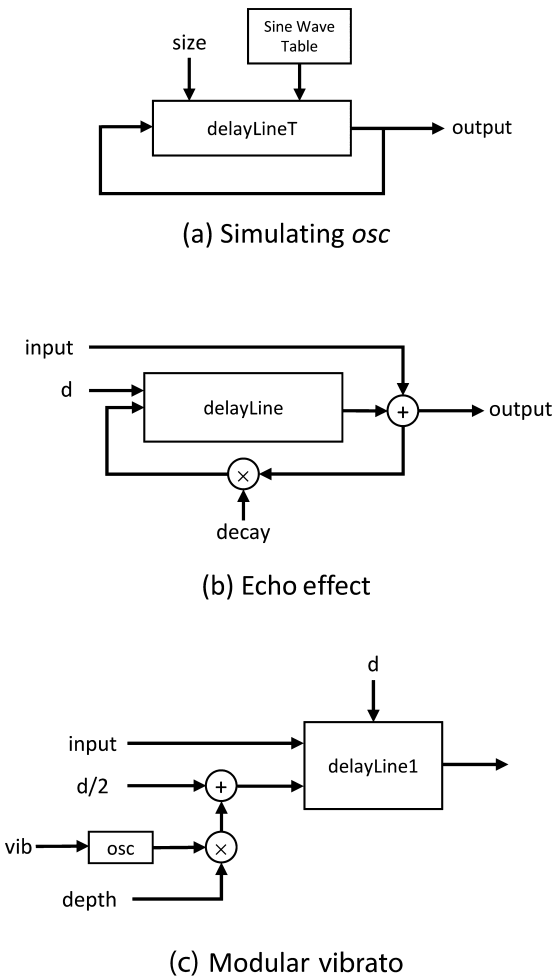 Sine Wave
Table
size
delayLineT
output
(a) Simulating osc
input
d
delayLine
+
output
×
decay
(b) Echo effect
d
input
delayLine1
d/2
+
vib
osc
×
depth
(c) Modular vibrato